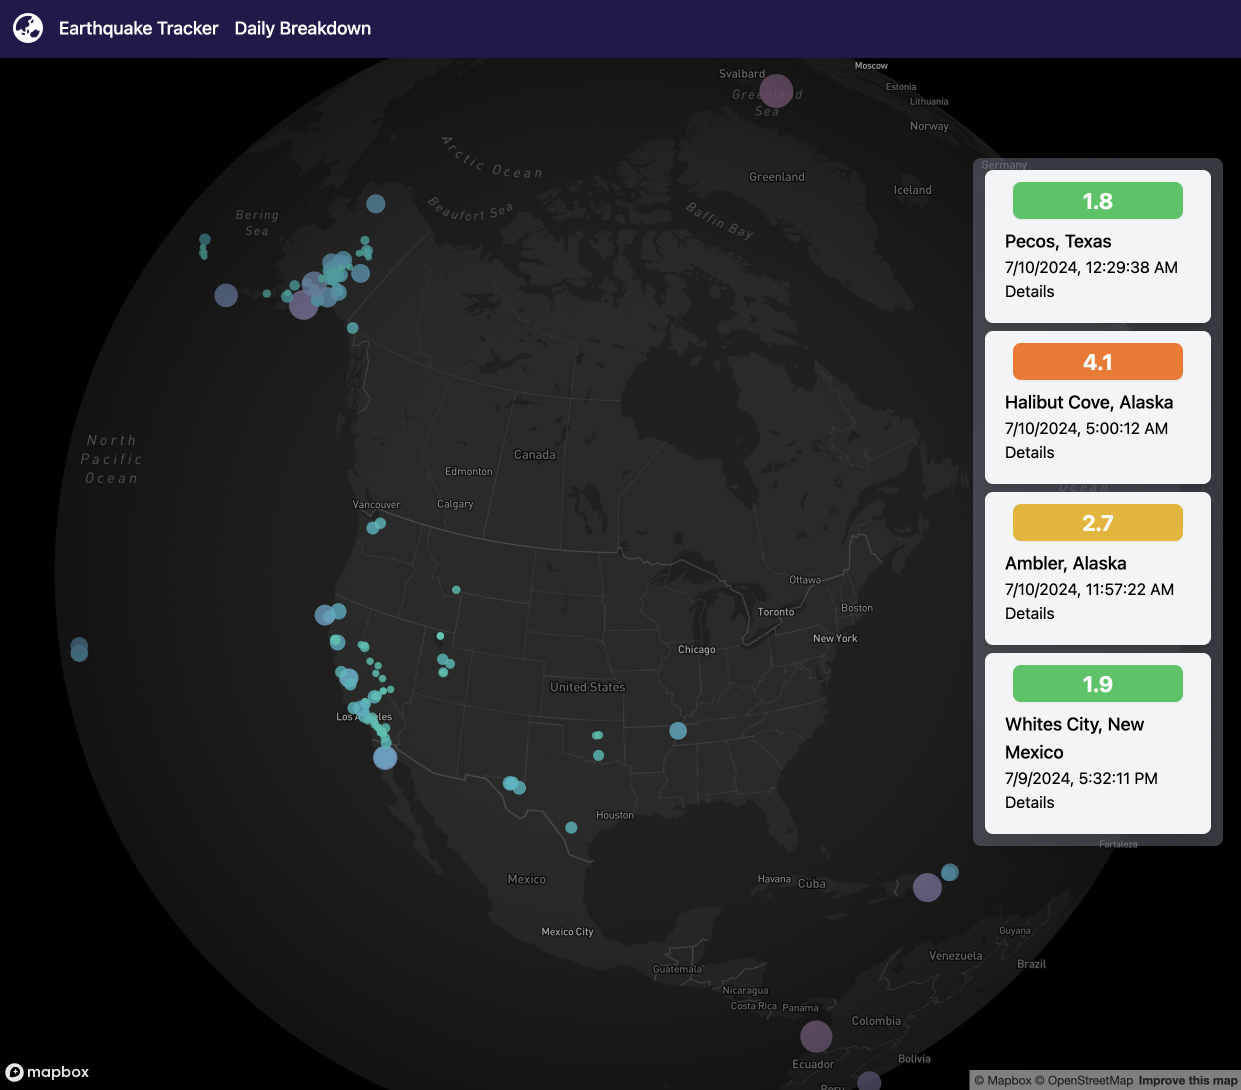 Earthquake Tracker Daily Breakdown
Svalbard
Moscow
Greenland
Sea
Estonia
Lithuania
Norway
Arctic Ocean
Germany
Greenland
Iceland
Beaufort Sea
Baffin Bay
Bering
Sea
1.8
Pecos, Texas
7/10/2024, 12:29:38 AM
Details
4.1
Halibut Cove, Alaska
7/10/2024, 5:00:12 AM
Details
2.7
Ambler, Alaska
7/10/2024, 11:57:22 AM
Details
1.9
Whites City, New
Mexico
7/9/2024, 5:32:11 PM
Details
North
Pacific
Ocean
Canada
Edmonton
Ocean
Vancouver
Calgary
Ottawa
Toronto
Boston
New York
Chicago
United States
Los Angeles
Houston
Fortaleza
Mexico
Havana
Cuba
Mexico City
Guyana
Venezuela
Brazil
Guatemala
Nicaragua
Costa Rica
Panama
Colombia
Ecuador
Bolivia
Peru
mapbox
© Mapbox © OpenStreetMap Improve this map